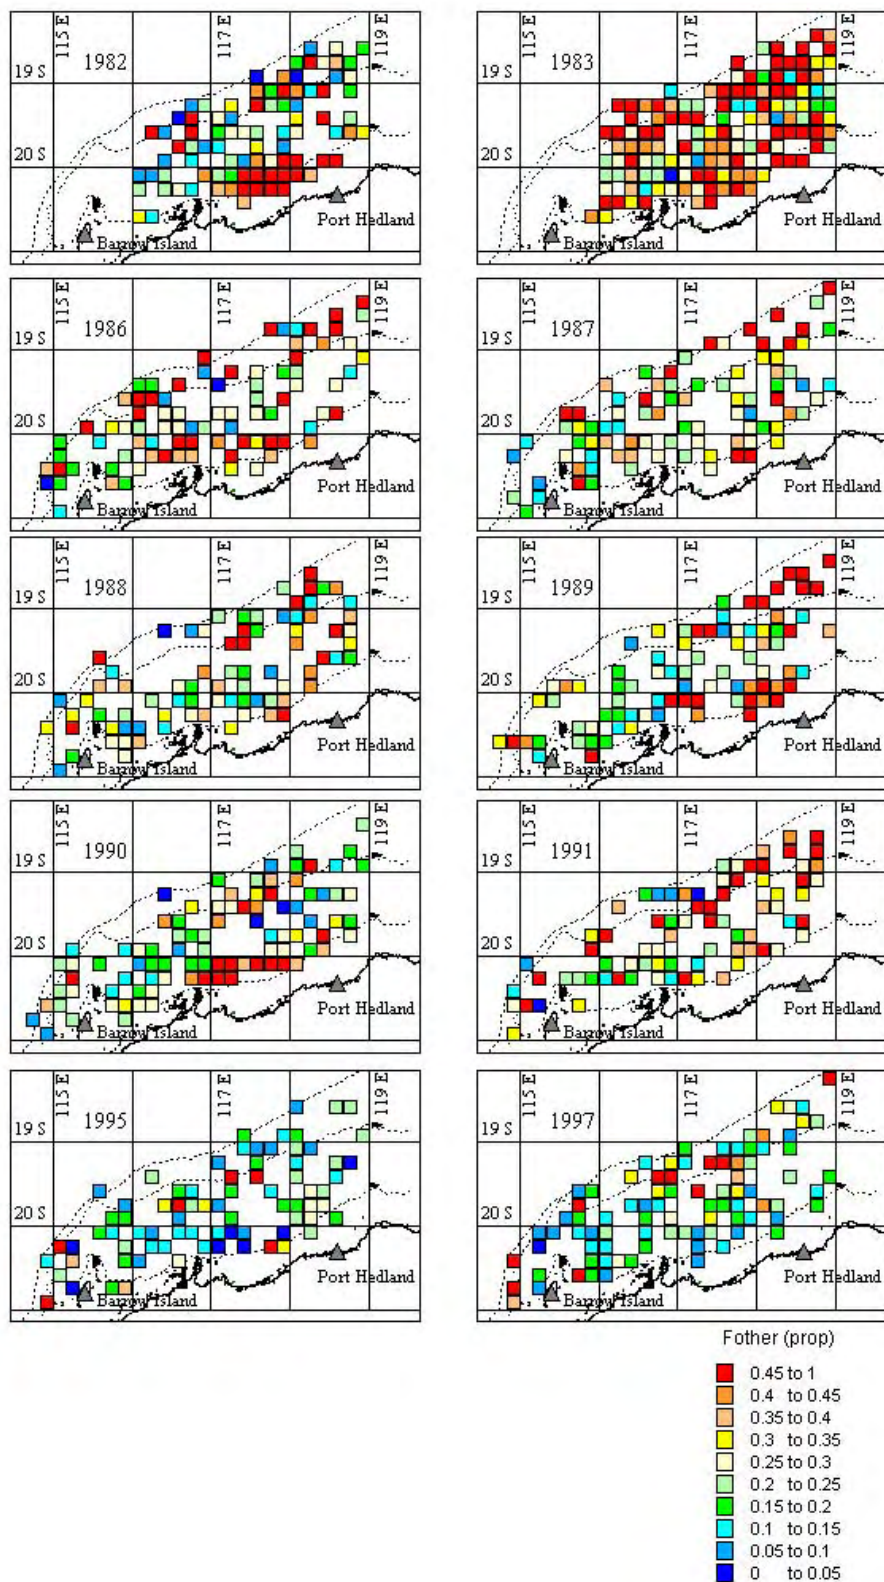 115 E
117 E
119 E
1982
19 S
20 S
Port Hedland
Barrow Island
115 E
117 E
119 E
1983
19 S
20 S
Port Hedland
Barrow Island
115 E
117 E
119 E
1986
19 S
20 S
Port Hedland
Barrow Island
115 E
117 E
119 E
1987
19 S
20 S
Port Hedland
Barrow Island
115 E
117 E
119 E
1988
19 S
20 S
Port Hedland
Barrow Island
115 E
117 E
119 E
1989
19 S
20 S
Port Hedland
Barrow Island
115 E
117 E
119 E
1990
19 S
20 S
Port Hedland
Barrow Island
115 E
117 E
119 E
1991
19 S
20 S
Port Hedland
Barrow Island
115 E
117 E
119 E
1995
19 S
20 S
Port Hedland
Barrow Island
115 E
117 E
119 E
1997
19 S
20 S
Port Hedland
Barrow Island
Fother (prop)
0.45 to 1
0.4 to 0.45
0.35 to 0.4
0.3 to 0.35
0.25 to 0.3
0.2 to 0.25
0.15 to 0.2
0.1 to 0.15
0.05 to 0.1
0 to 0.05